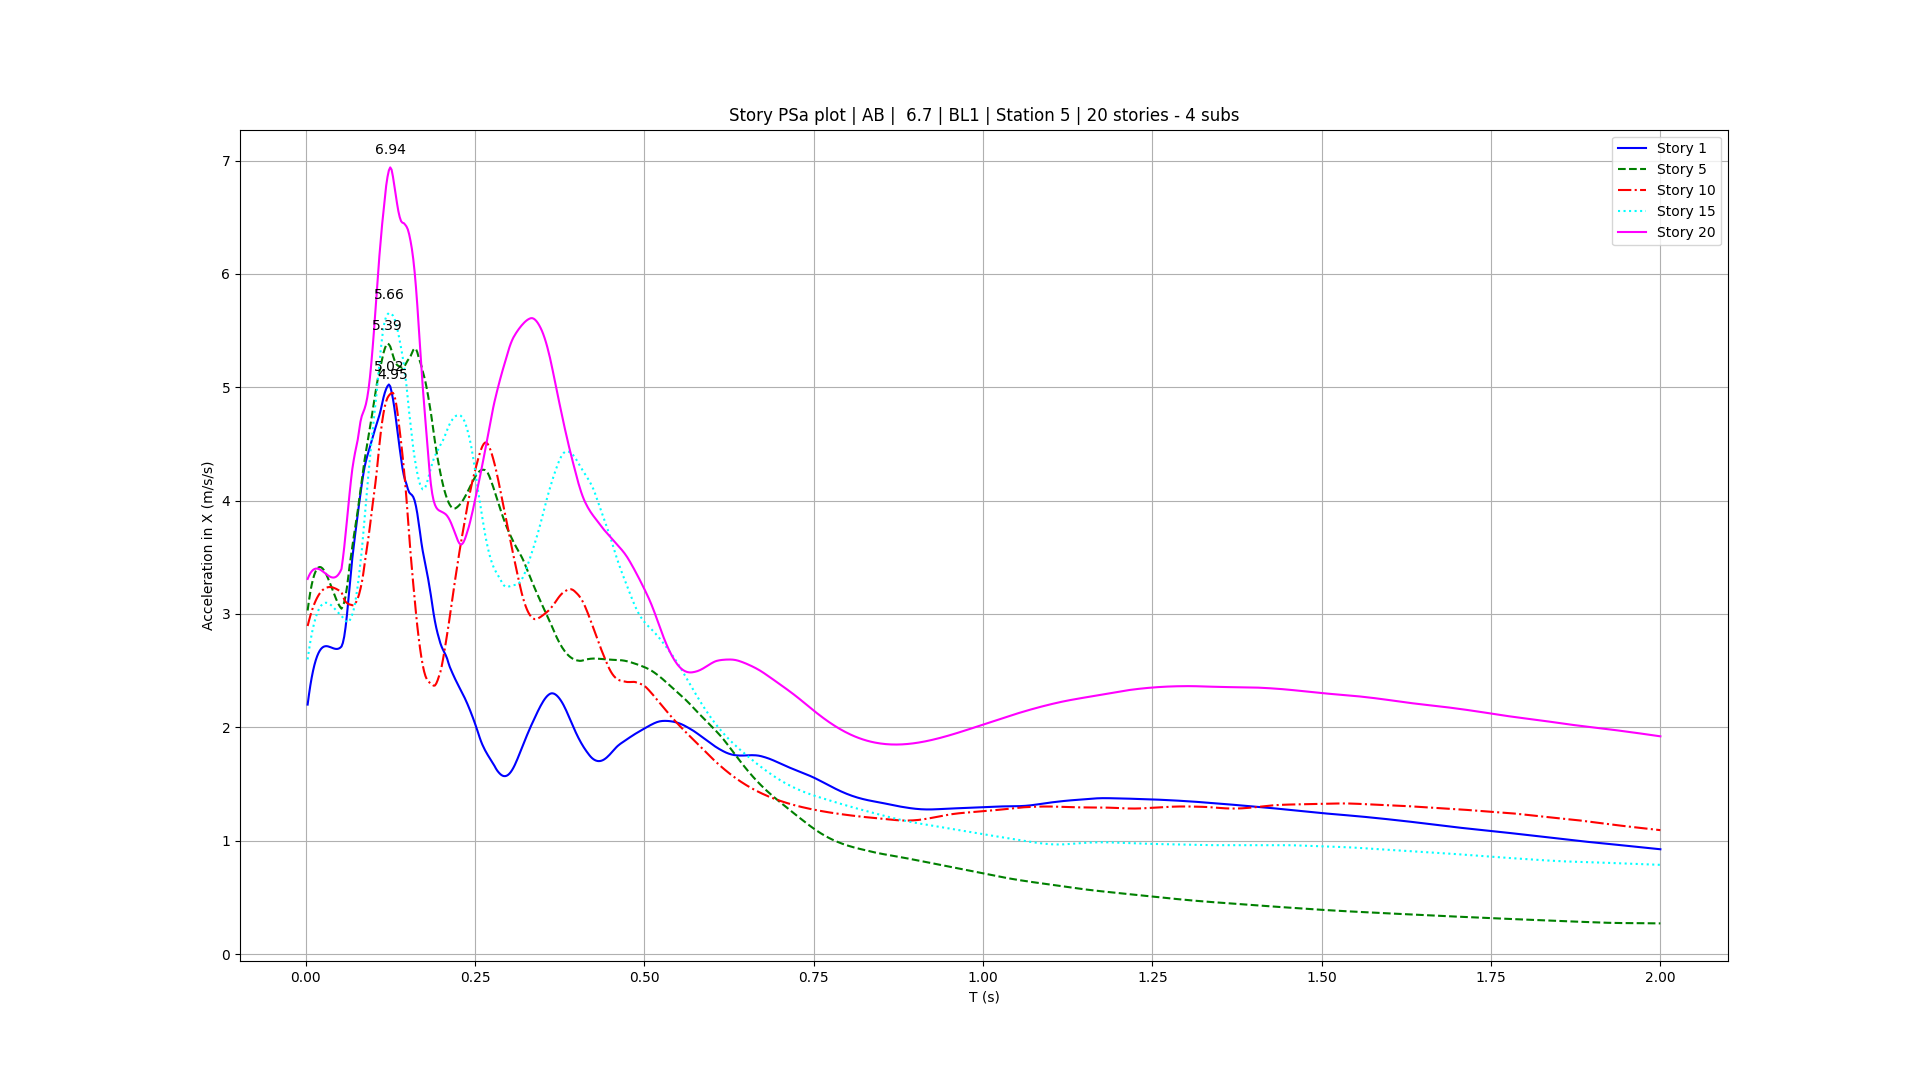 Story PSa plot | AB |  6.7 | BL1 | Station 5 | 20 stories - 4 subs
6.94
5.66
5.39
4.95
Story 1
Story 5
Story 10
Story 15
Story 20
7
6
5
4
3
2
1
0
Acceleration in X (m/s/s)
0.00 0.25 0.50 0.75 1.00 1.25 1.50 1.75 2.00
T (s)